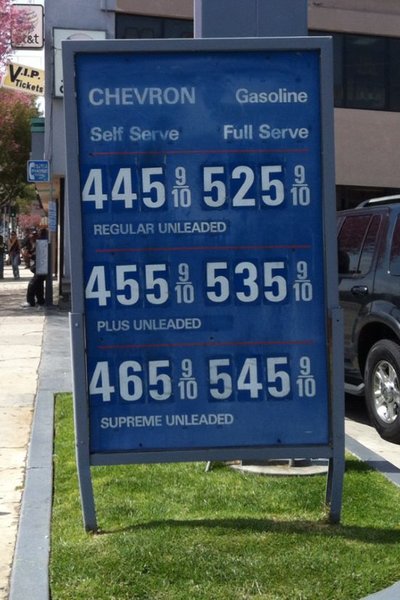 at&t
V.I.P.
Tickets
CHEVRON Gasoline
Self Serve Full Serve
445 9/10 525 9/10
REGULAR UNLEADED
455 9/10 535 9/10
PLUS UNLEADED
465 9/10 545 9/10
SUPREME UNLEADED